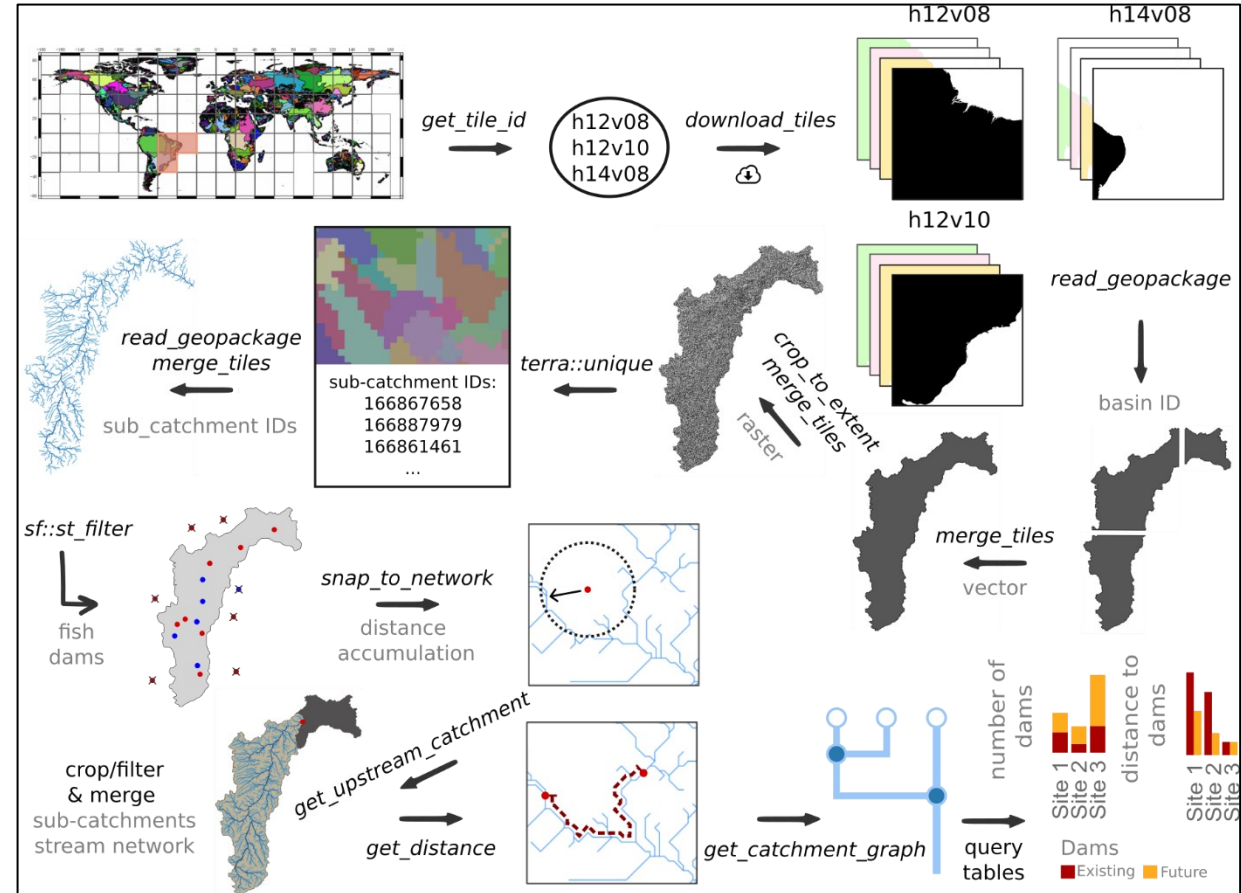 h12v08
h14v08
get_tile_id
h12v08
h12v10
h14v08
download_tiles
h12v10
read_geopackage
basin ID
read_geopackage
merge_tiles
sub_catchment IDs
sub-catchment IDs:
166867658
166887979
166861461
...
terra::unique
crop_to_extent
merge_tiles
raster
merge_tiles
vector
sf::st_filter
fish
dams
snap_to_network
distance
accumulation
get_upstream_catchment
crop/filter
& merge
sub-catchments
stream network
get_distance
get_catchment_graph
query
tables
number of
dams
Site 1
Site 2
Site 3
distance to
dams
Site 1
Site 2
Site 3
Dams
Existing
Future